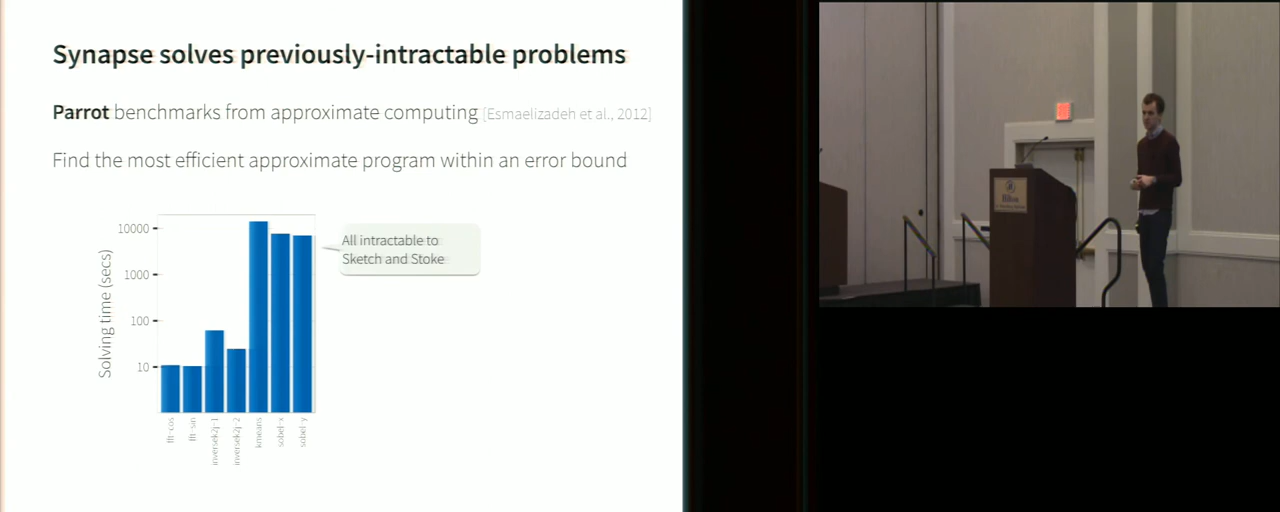 Synapse solves previously-intractable problems
Parrot benchmarks from approximate computing [Esmaelizadeh et al., 2012]
Find the most efficient approximate program within an error bound
10000
1000
100
10
Solving time (secs)
All intractable to
Sketch and Stoke
fft-cos
fft-sin
inversek2j-1
inversek2j-2
kmeans
sobel-x
sobel-y
Hilton